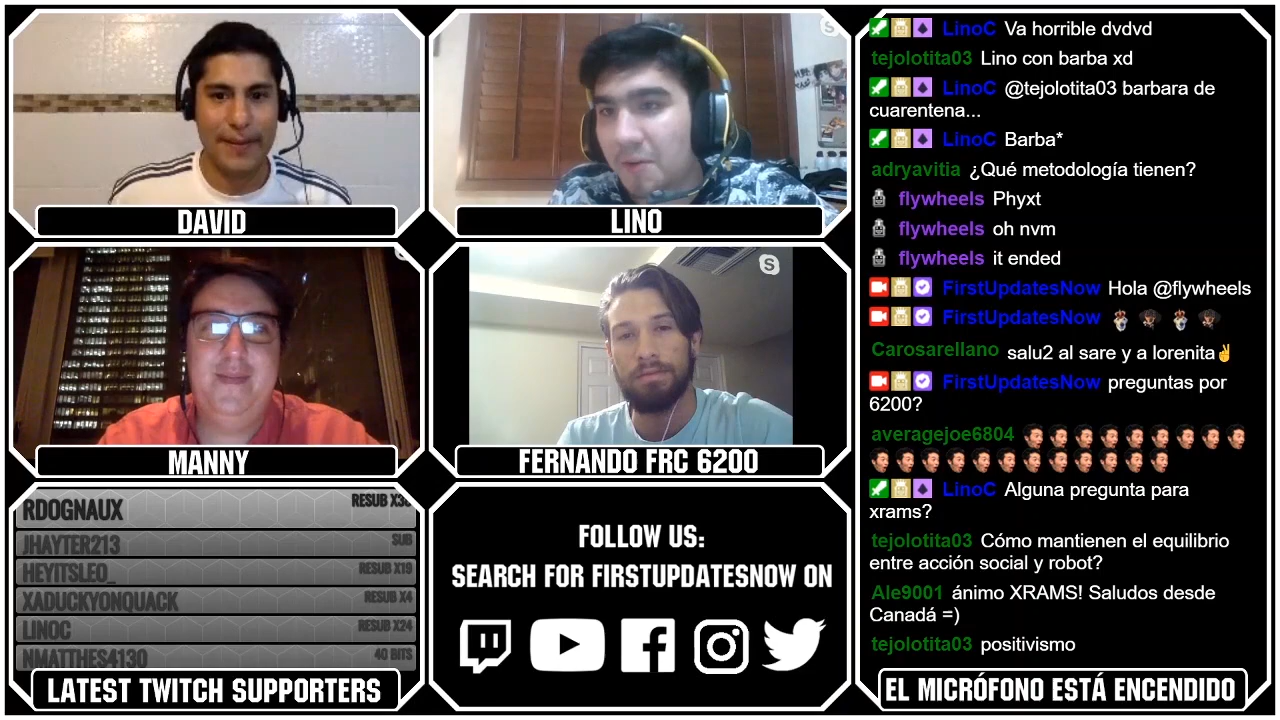 DAVID
LINO
MANNY
FERNANDO FRC 6200
RDOGNAUX
JHAYTER213 SUB
HEYITSLEO_ RESUB X19
XADUCKYONQUACK RESUB X4
LINOC RESUB X24
NMATTHES4130 40 BITS
LATEST TWITCH SUPPORTERS
FOLLOW US:
SEARCH FOR FIRSTUPDATESNOW ON
LinoC Va horrible dvdvd
tejolotita03 Lino con barba xd
LinoC @tejolotita03 barbara de
cuarentena...
LinoC Barba*
adryavitia ¿Qué metodología tienen?
flywheels Phyxt
flywheels oh nvm
flywheels it ended
FirstUpdatesNow Hola @flywheels
FirstUpdatesNow
Carosarellano salu2 al sare y a lorenita✌
FirstUpdatesNow preguntas por
6200?
averagejoe6804
LinoC Alguna pregunta para
xrams?
tejolotita03 Cómo mantienen el equilibrio
entre acción social y robot?
Ale9001 ánimo XRAMS! Saludos desde
Canadá =)
tejolotita03 positivismo
EL MICRÓFONO ESTÁ ENCENDIDO